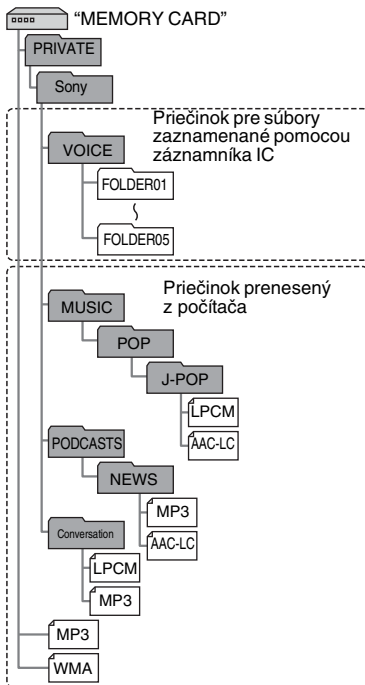 “MEMORY CARD”
PRIVATE
Sony
Priečinok pre súbory
zaznamenané pomocou
záznamníka IC
VOICE
FOLDER01
FOLDER05
Priečinok prenesený
z počítača
MUSIC
POP
J-POP
LPCM
AAC-LC
PODCASTS
NEWS
MP3
AAC-LC
Conversation
LPCM
MP3
MP3
WMA